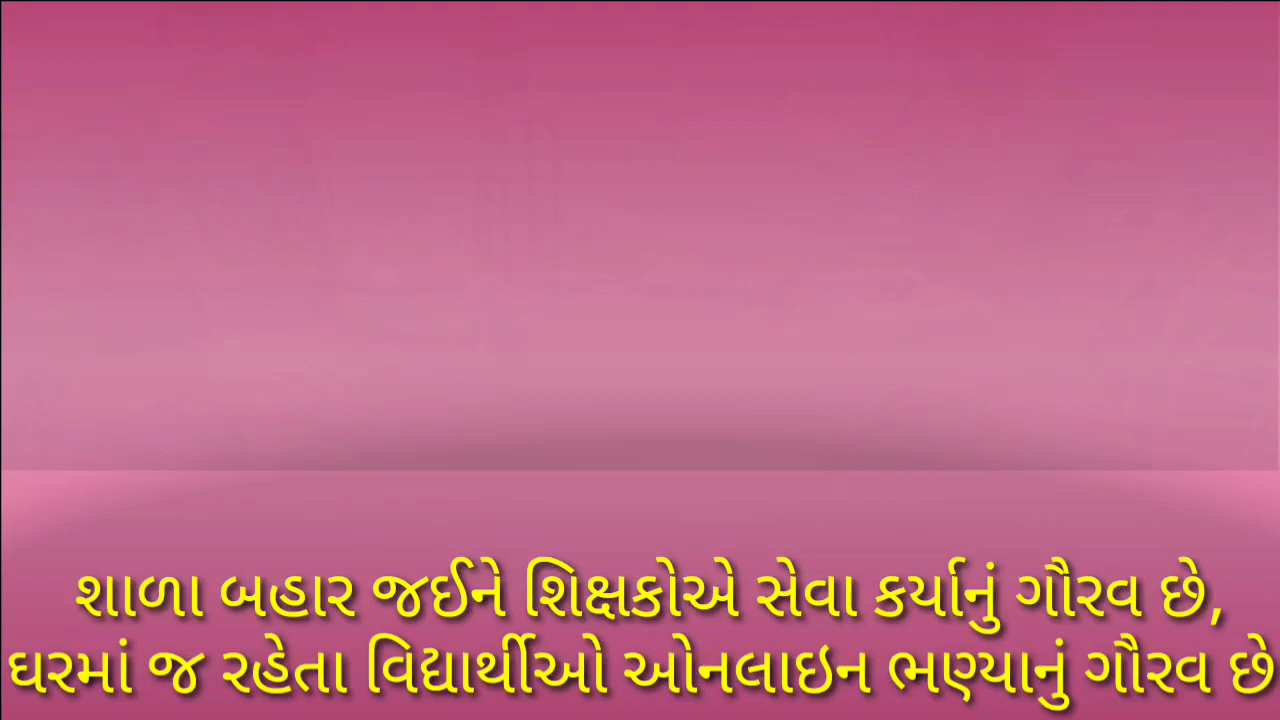 શાળા બહાર જઈને શિક્ષકોએ સેવા કર્યાનું ગૌરવ છે,
ઘરમાં જ રહેતા વિદ્યાર્થીઓ ઓનલાઇન ભણ્યાનું ગૌરવ છે